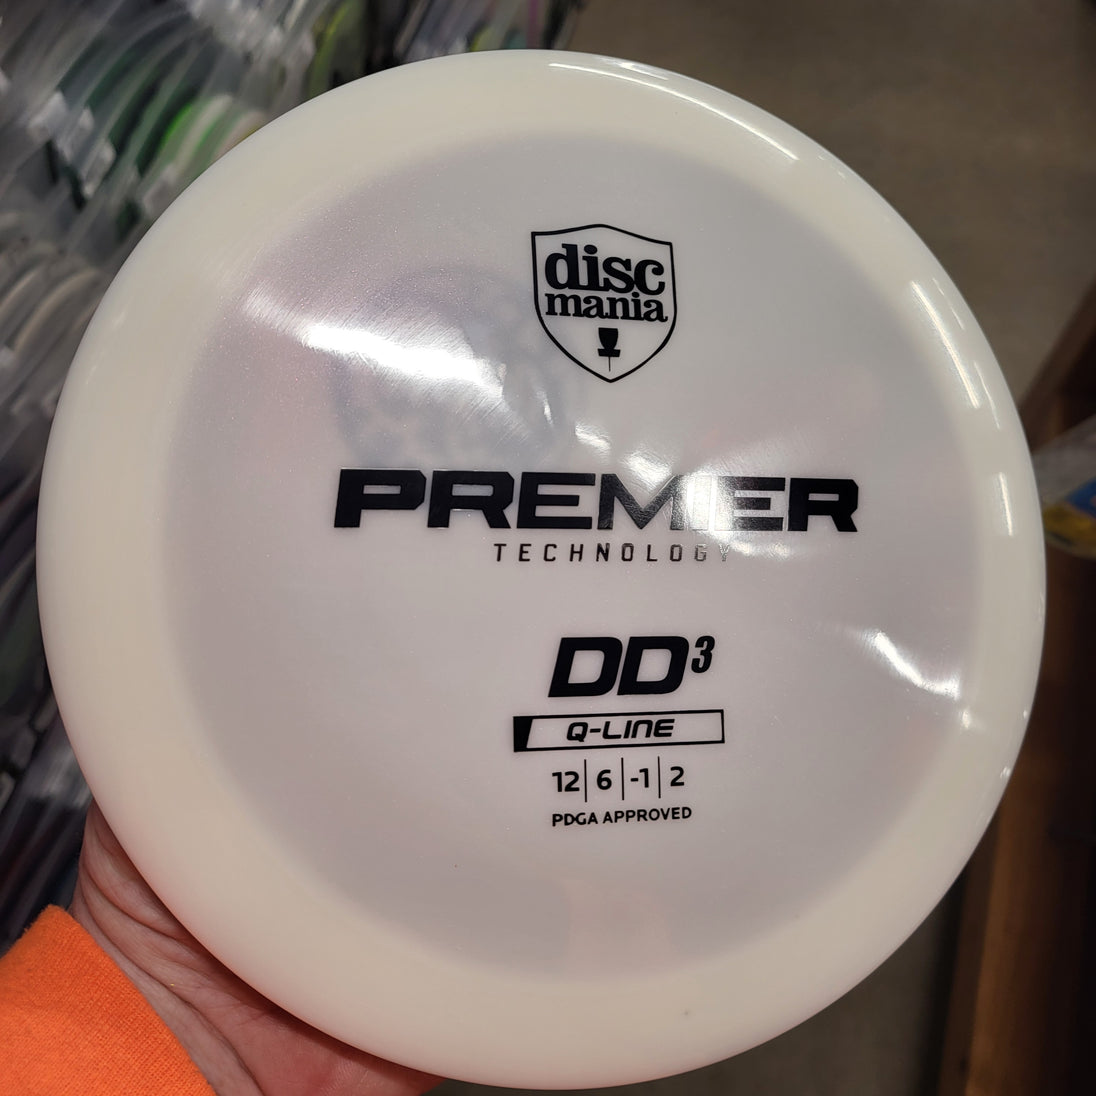 disc
mania
PREMIER
TECHNOLOGY
DD³
Q-LINE
12|6|-1|2
PDGA APPROVED